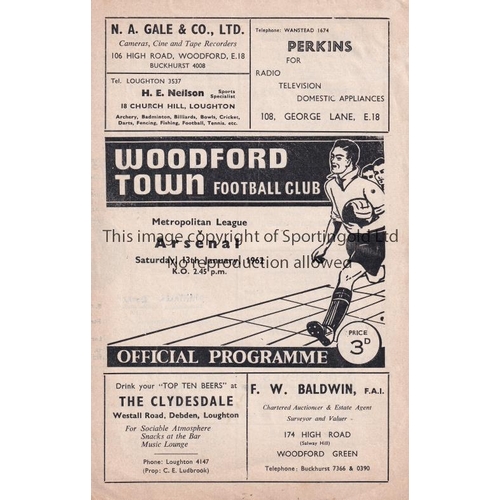 N. A. GALE & CO., LTD.
Cameras, Cine and Tape Recorders
106 HIGH ROAD, WOODFORD, E.18
BUCKHURST 4008
Tel. LOUGHTON 3537
H. E. Neilson
Sports
Specialist
18 CHURCH HILL, LOUGHTON
Archery, Badminton, Billiards, Bowls, Cricket,
Darts, Fencing, Fishing, Football, Tennis, etc.
Telephone: WANSTEAD 1674
PERKINS
FOR
RADIO
TELEVISION
DOMESTIC APPLIANCES
108, GEORGE LANE, E.18
WOODFORD
TOWN FOOTBALL CLUB
Metropolitan League
This image copyright of Sportingold Limited
Arsenal
Saturday, 13th January, 1962
No reproduction allowed
K.O. 2.45 p.m.
PRICE
3D
OFFICIAL PROGRAMME
Drink your "TOP TEN BEERS" at
THE CLYDESDALE
Westall Road, Debden, Loughton
For Sociable Atmosphere
Snacks at the Bar
Music Lounge
Phone: Loughton 4147
(Prop: C. E. Ludbrook)
F. W. BALDWIN, F.A.I.
Chartered Auctioneer & Estate Agent
Surveyor and Valuer -
174 HIGH ROAD
(Salway Hill)
WOODFORD GREEN
Telephone: Buckhurst 7366 & 0390